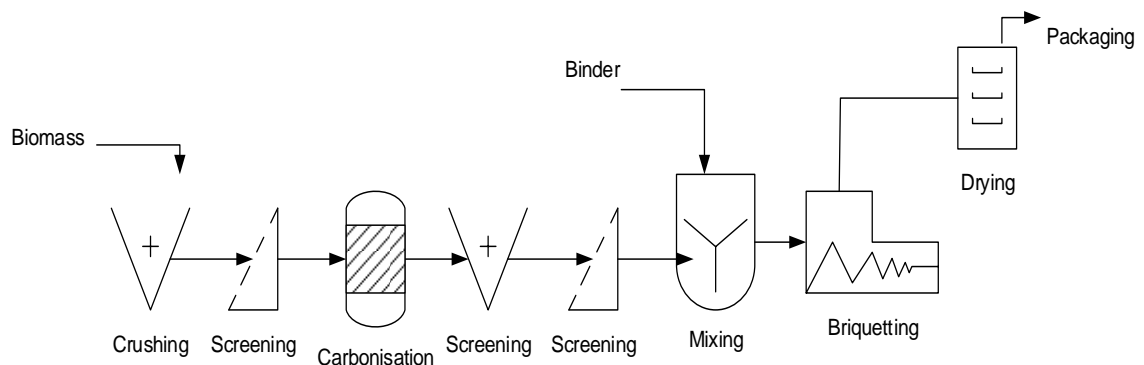 Packaging
Binder
Biomass
Drying
Crushing
Screening
Carbonisation
Screening
Screening
Mixing
Briquetting